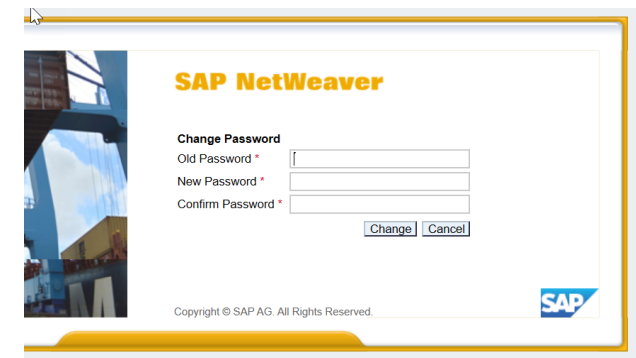 SAP NetWeaver
Change Password
Old Password *
New Password *
Confirm Password *
Change Cancel
Copyright © SAP AG. All Rights Reserved.
SAP